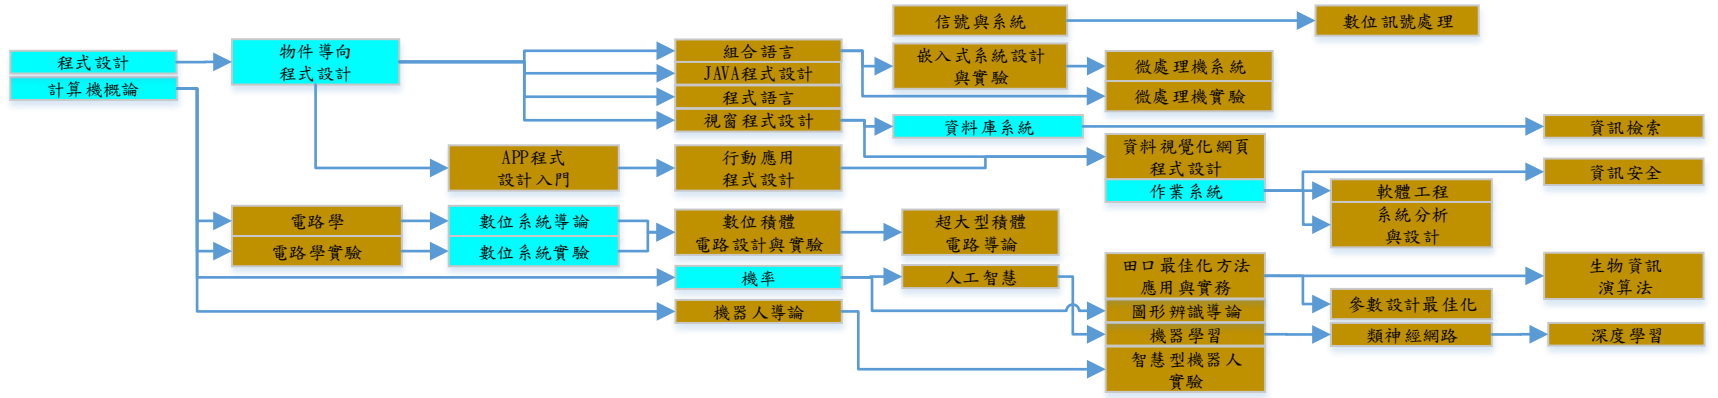 信號與系統
數位訊號處理
程式設計
計算機概論
物件導向
程式設計
組合語言
JAVA程式設計
程式語言
視窗程式設計
嵌入式系統設計
與實驗
微處理機系統
微處理機實驗
資料庫系統
資訊檢索
APP程式
設計入門
行動應用
程式設計
資料視覺化網頁
程式設計
作業系統
資訊安全
軟體工程
系統分析
與設計
電路學
電路學實驗
數位系統導論
數位系統實驗
數位積體
電路設計與實驗
超大型積體
電路導論
機率
人工智慧
機器人導論
田口最佳化方法
應用與實務
圖形辨識導論
機器學習
智慧型機器人
實驗
生物資訊
演算法
參數設計最佳化
類神經網路
深度學習